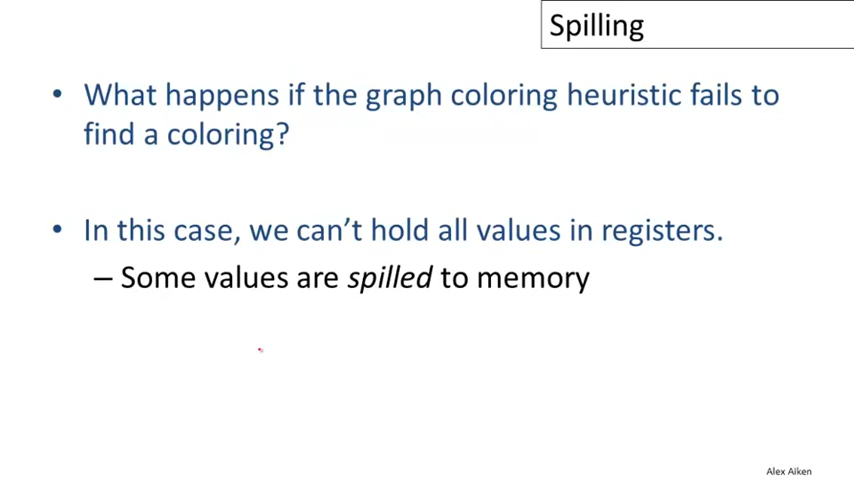 Spilling
• What happens if the graph coloring heuristic fails to
find a coloring?
• In this case, we can’t hold all values in registers.
– Some values are spilled to memory
Alex Aiken